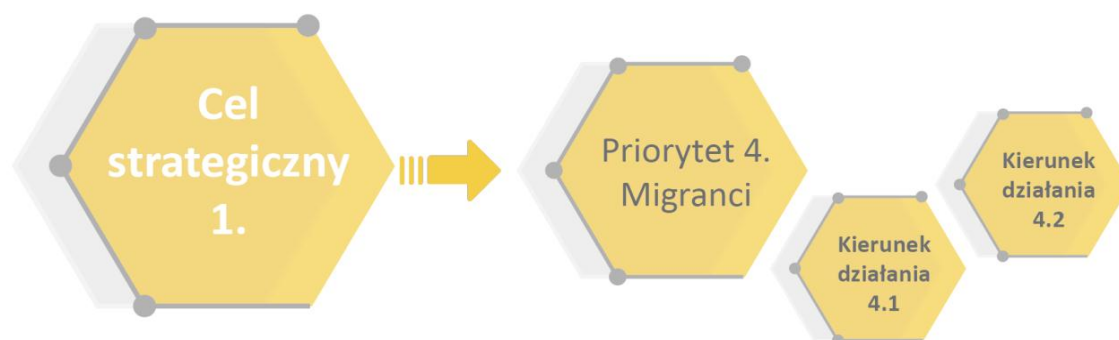 Cel
strategiczny
1.
Priorytet 4.
Migranci
Kierunek
działania
4.1
Kierunek
działania
4.2